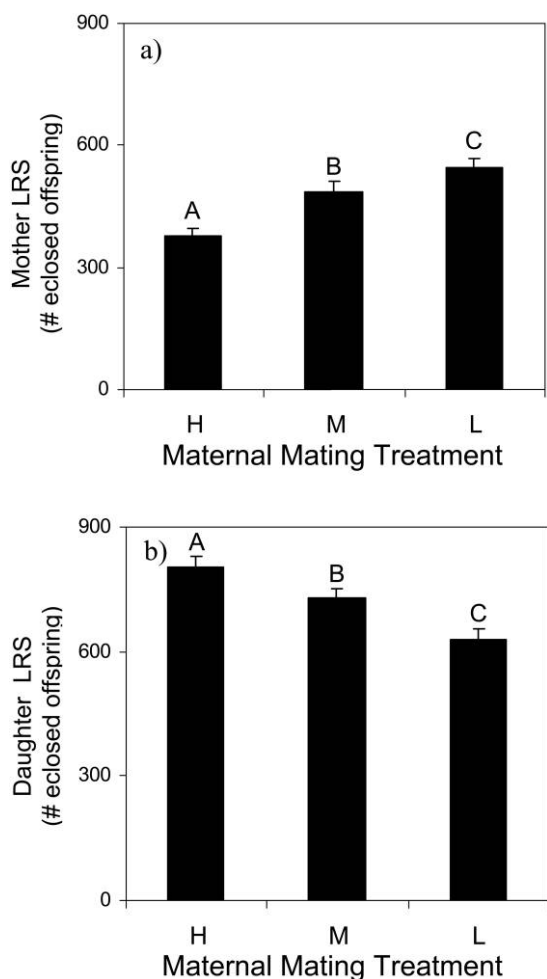 a)
Mother LRS
(# eclosed offspring)
900
600
300
0
A
B
C
H M L
Maternal Mating Treatment
b)
Daughter LRS
(# eclosed offspring)
900
600
300
0
A
B
C
H M L
Maternal Mating Treatment